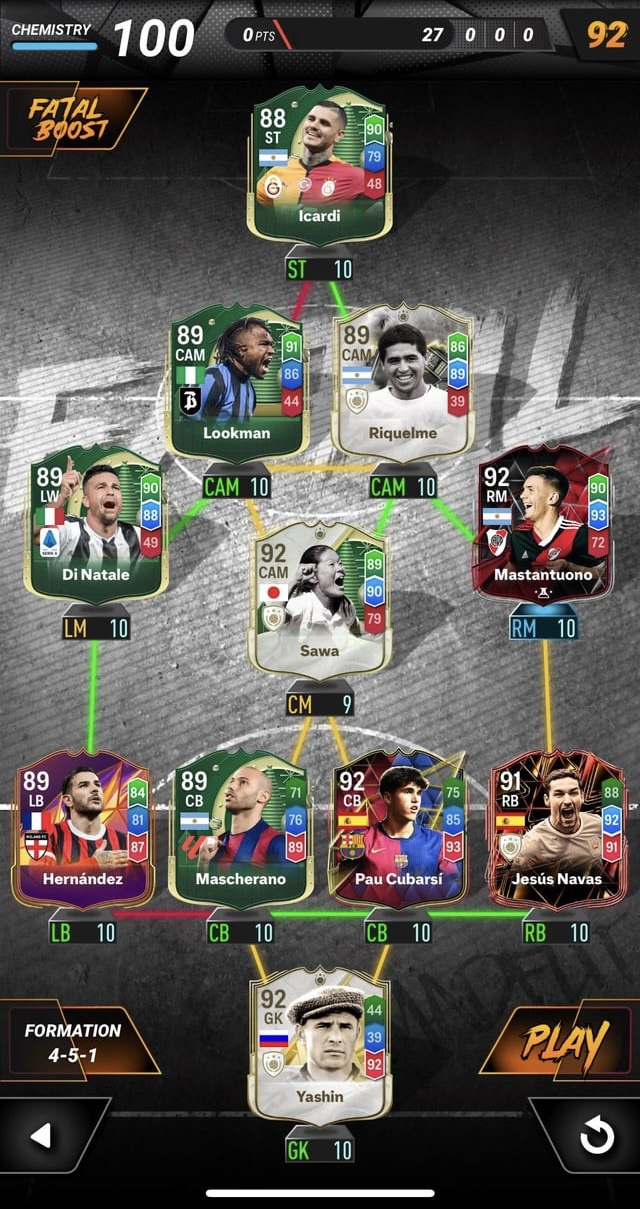 CHEMISTRY 100 0 PTS 27 0 0 0 92
FATAL
BOOST
88
ST
90
79
48
Icardi
ST 10
89
CAM
91
86
44
Lookman
CAM 10
89
CAM
86
89
39
Riquelme
CAM 10
89
LW
90
88
49
SERIE A
Di Natale
LM 10
92
CAM
89
90
79
Sawa
CM 9
92
RM
90
93
72
Mastantuono
RM 10
89
LB
84
81
87
MILANO FC
Hernández
LB 10
89
CB
71
76
89
Mascherano
CB 10
92
CB
75
85
93
Pau Cubarsí
CB 10
91
RB
88
92
91
Jesús Navas
RB 10
92
GK
44
39
92
Yashin
GK 10
FORMATION
4-5-1
PLAY